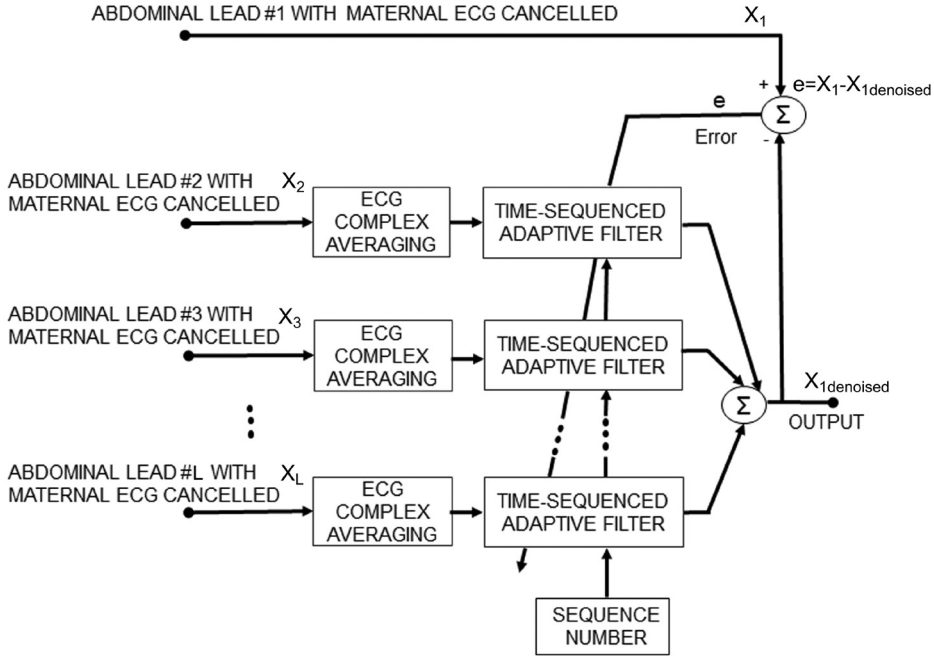 ABDOMINAL LEAD #1 WITH MATERNAL ECG CANCELLED
X1
+
e=X1-X1denoised
e
Σ
Error
-
ABDOMINAL LEAD #2 WITH
MATERNAL ECG CANCELLED
X2
ECG
COMPLEX
AVERAGING
TIME-SEQUENCED
ADAPTIVE FILTER
ABDOMINAL LEAD #3 WITH
MATERNAL ECG CANCELLED
X3
ECG
COMPLEX
AVERAGING
TIME-SEQUENCED
ADAPTIVE FILTER
X1denoised
Σ
OUTPUT
ABDOMINAL LEAD #L WITH
MATERNAL ECG CANCELLED
XL
ECG
COMPLEX
AVERAGING
TIME-SEQUENCED
ADAPTIVE FILTER
SEQUENCE
NUMBER